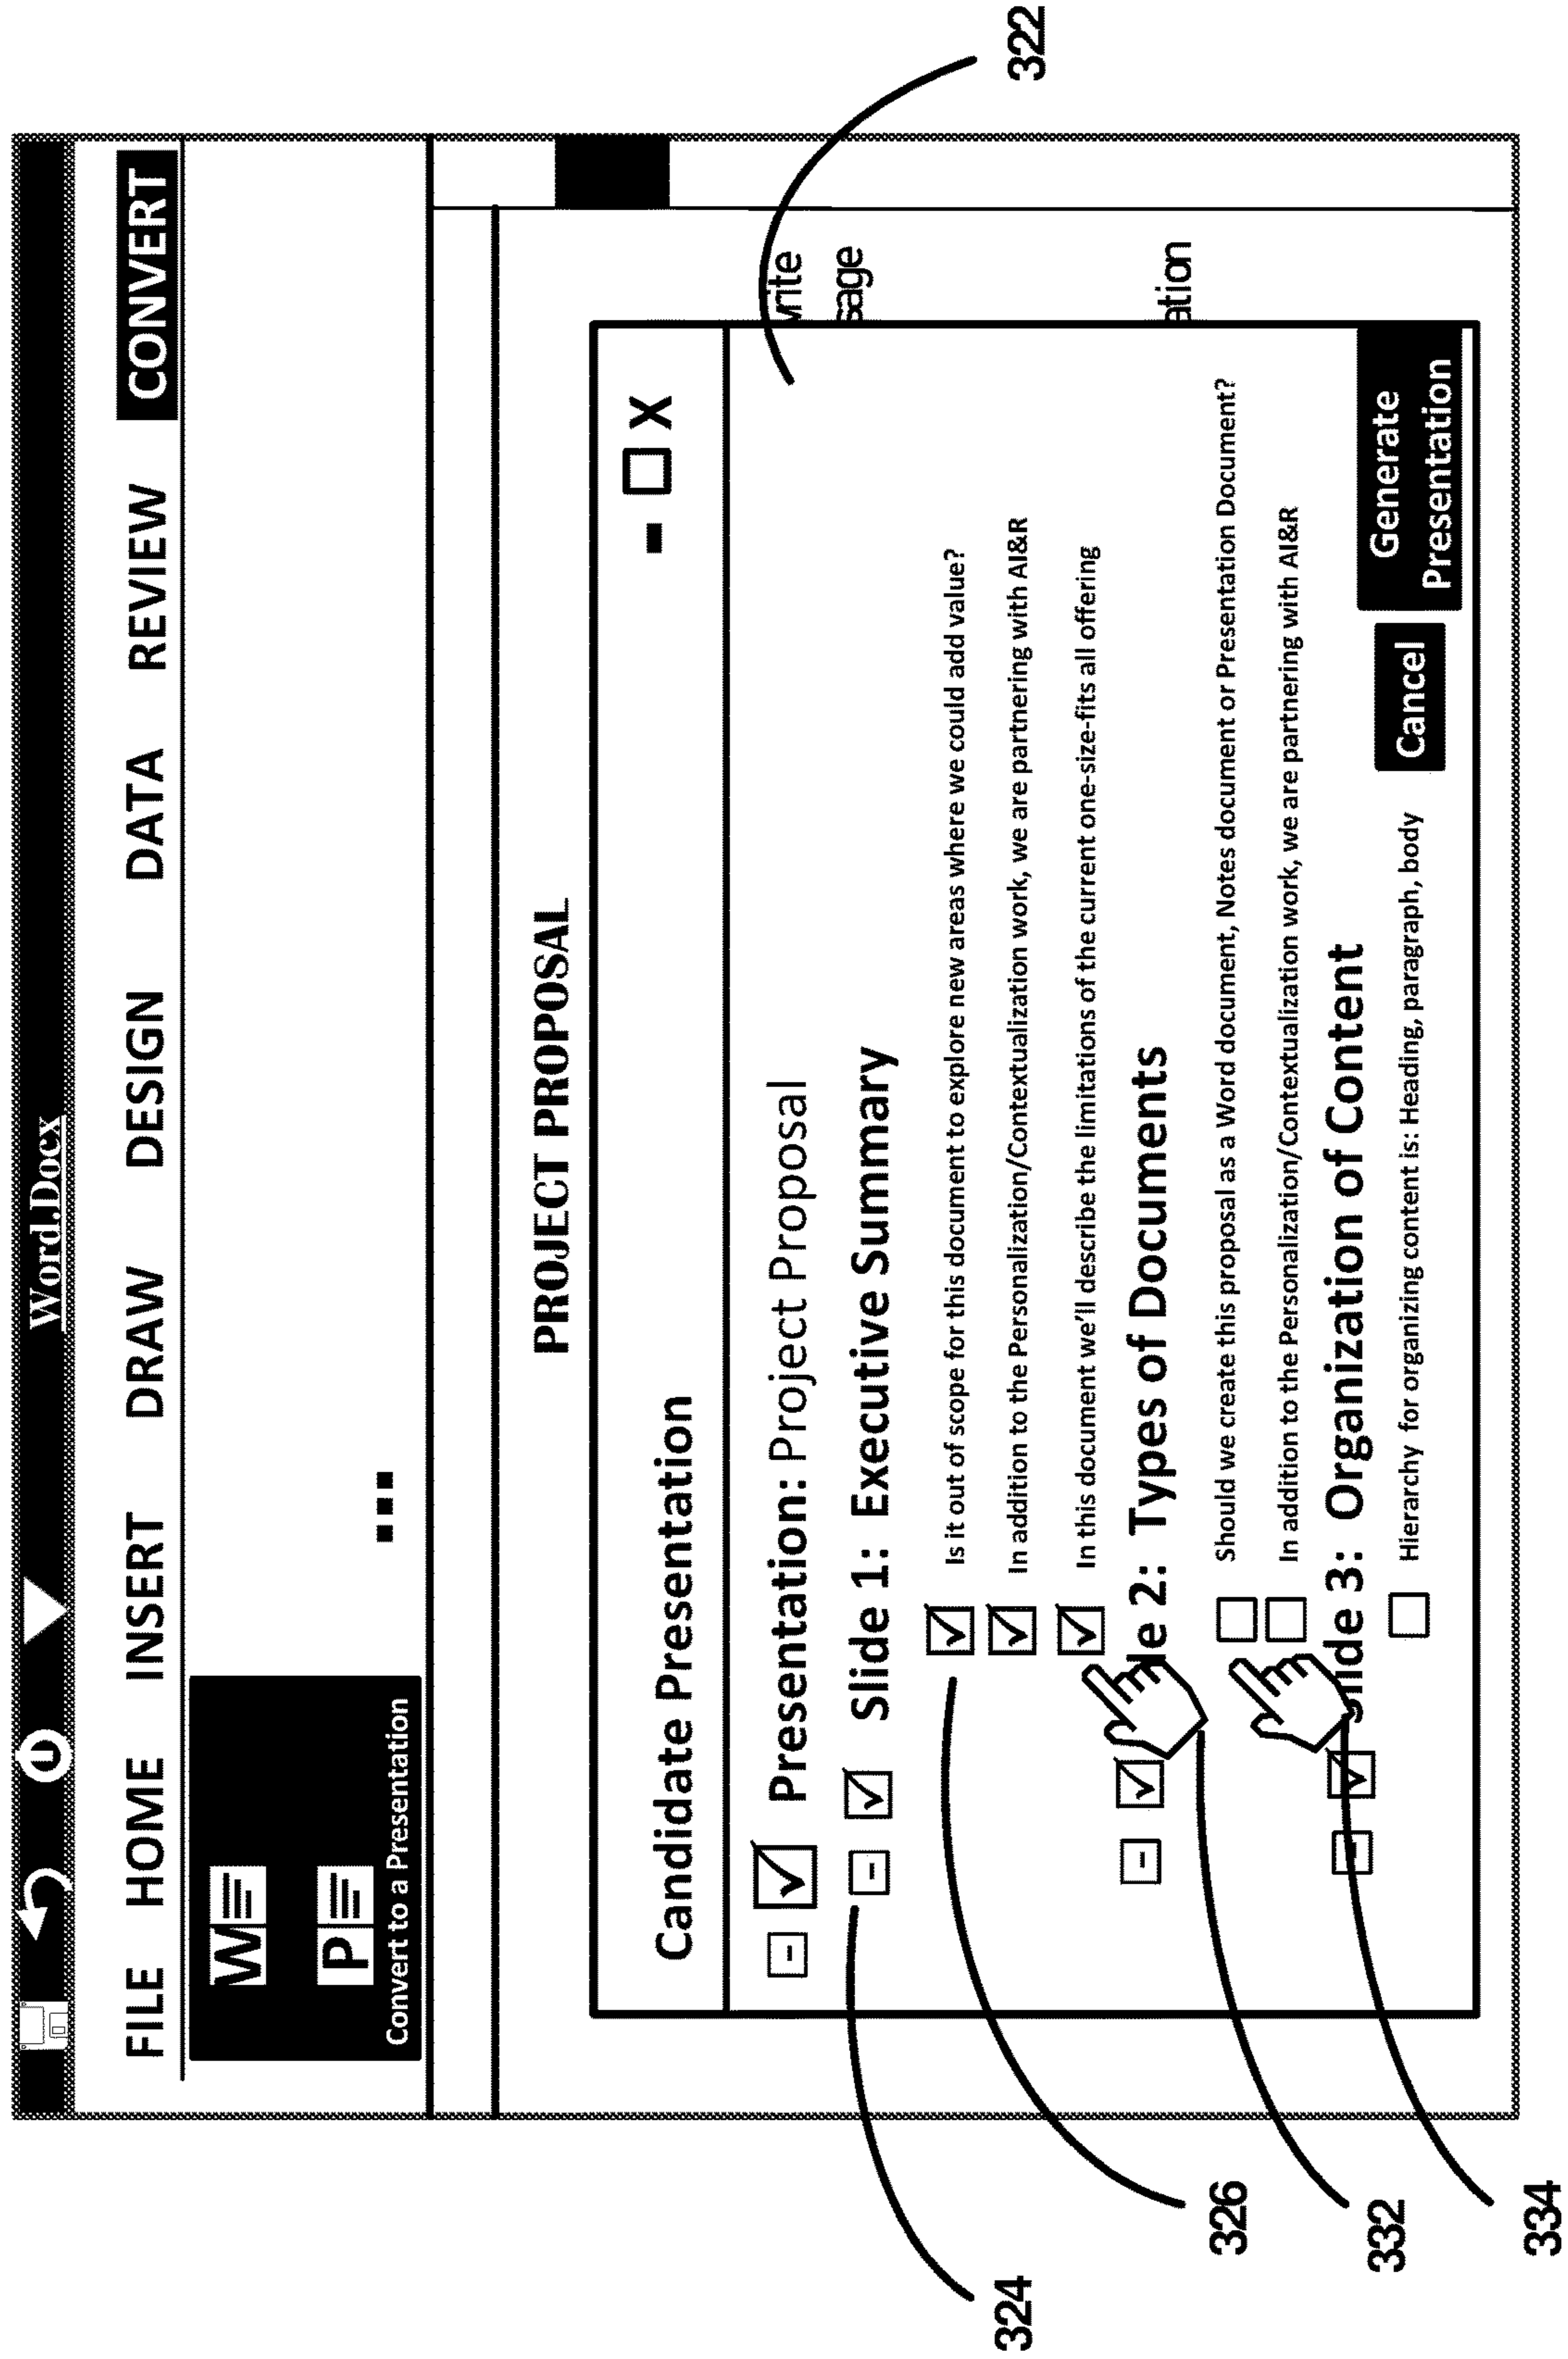 Word.Docx
FILE HOME INSERT DRAW DESIGN DATA REVIEW CONVERT
W
P
Convert to a Presentation
PROJECT PROPOSAL
Candidate Presentation
X
Presentation: Project Proposal
Slide 1: Executive Summary
Is it out of scope for this document to explore new areas where we could add value?
In addition to the Personalization/Contextualization work, we are partnering with AI&R
In this document we'll describe the limitations of the current one-size-fits all offering
le 2: Types of Documents
Should we create this proposal as a Word document, Notes document or Presentation Document?
In addition to the Personalization/Contextualization work, we are partnering with AI&R
Slide 3: Organization of Content
Hierarchy for organizing content is: Heading, paragraph, body
Cancel
Generate
Presentation
write
sage
ation
322
324
326
332
334